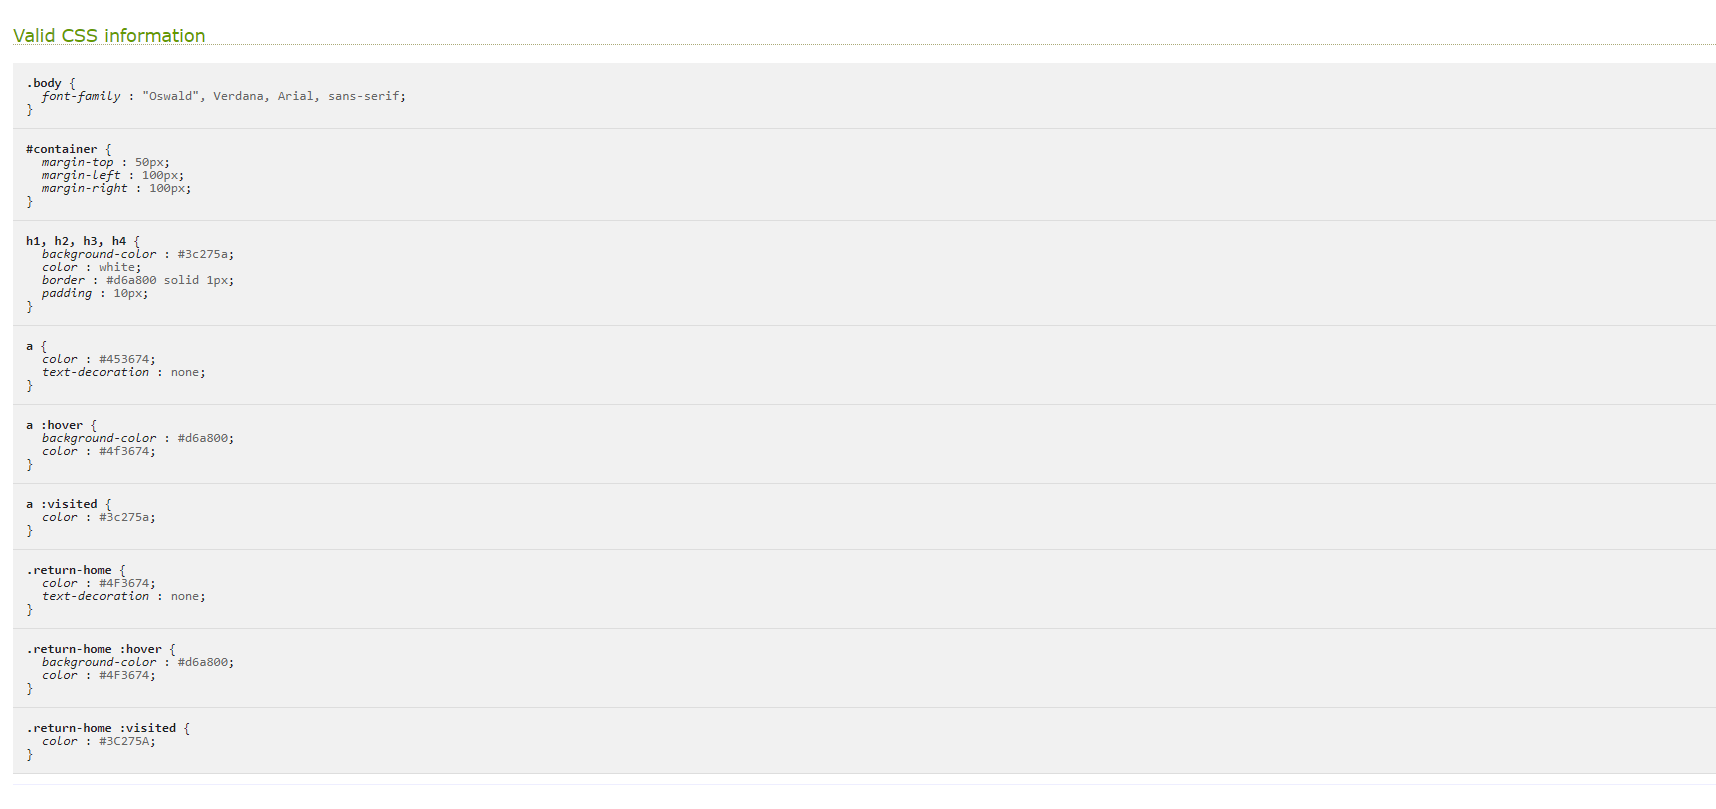 Valid CSS information
.body {
font-family : "Oswald", Verdana, Arial, sans-serif;
}
#container {
margin-top : 50px;
margin-left : 100px;
margin-right : 100px;
}
h1, h2, h3, h4 {
background-color : #3c275a;
color : white;
border : #d6a800 solid 1px;
padding : 10px;
}
a {
color : #453674;
text-decoration : none;
}
a :hover {
background-color : #d6a800;
color : #4f3674;
}
a :visited {
color : #3c275a;
}
.return-home {
color : #4F3674;
text-decoration : none;
}
.return-home :hover {
background-color : #d6a800;
color : #4F3674;
}
.return-home :visited {
color : #3C275A;
}